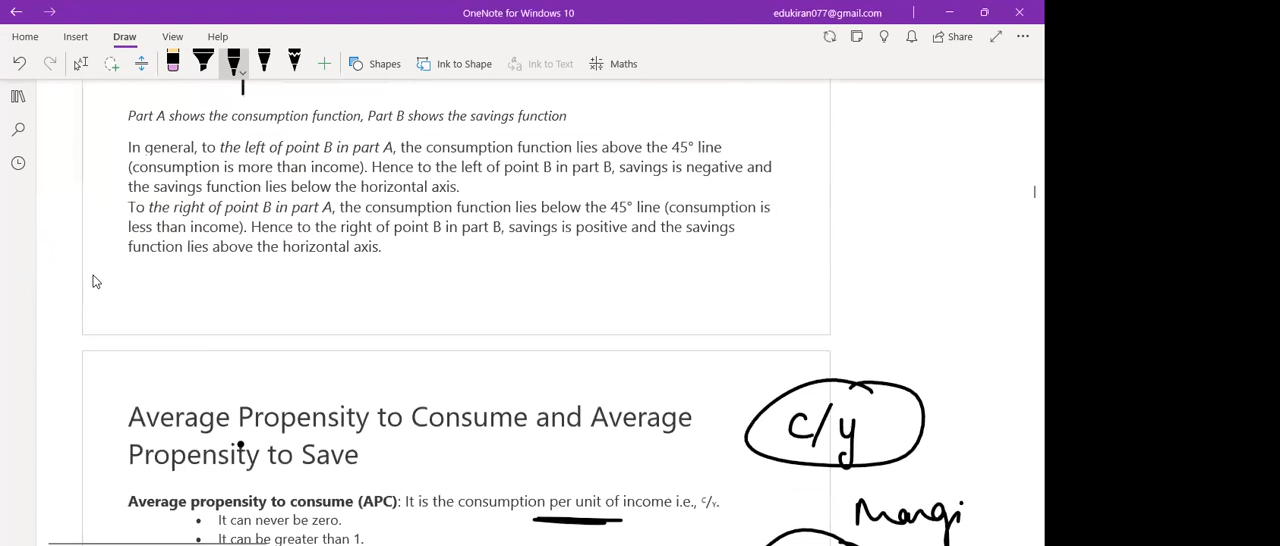 OneNote for Windows 10
edukiran077@gmail.com
Home Insert Draw View Help
Share
Shapes Ink to Shape Ink to Text Maths
Part A shows the consumption function, Part B shows the savings function
In general, to the left of point B in part A, the consumption function lies above the 45° line
(consumption is more than income). Hence to the left of point B in part B, savings is negative and
the savings function lies below the horizontal axis.
To the right of point B in part A, the consumption function lies below the 45° line (consumption is
less than income). Hence to the right of point B in part B, savings is positive and the savings
function lies above the horizontal axis.
Average Propensity to Consume and Average
Propensity to Save
c/y
Average propensity to consume (APC): It is the consumption per unit of income i.e., C/Y.
Margi
• It can never be zero.
• It can be greater than 1.